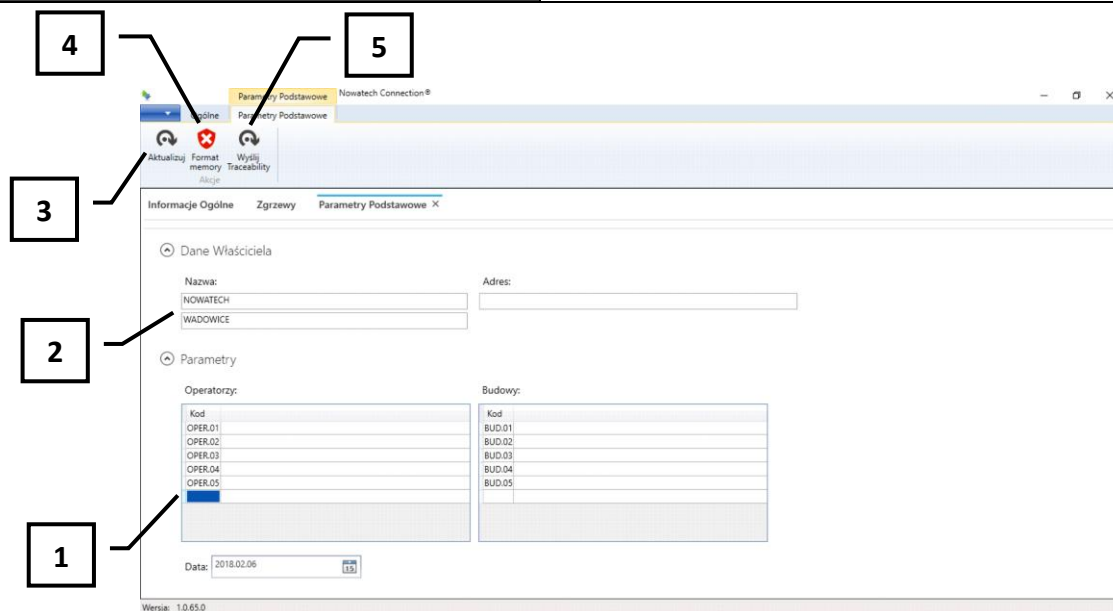 4
5
Parametry Podstawowe Nowatech Connection®
Ogólne Parametry Podstawowe
Aktualizuj Format memory Wyślij Traceability
Akcje
3
Informacje Ogólne Zgrzewy Parametry Podstawowe ×
Dane Właściciela
Nazwa: Adres:
NOWATECH
WADOWICE
2
Parametry
Operatorzy: Budowy:
Kod Kod
OPER.01 BUD.01
OPER.02 BUD.02
OPER.03 BUD.03
OPER.04 BUD.04
OPER.05 BUD.05
1
Data: 2018.02.06 15
Wersja: 1.0.65.0